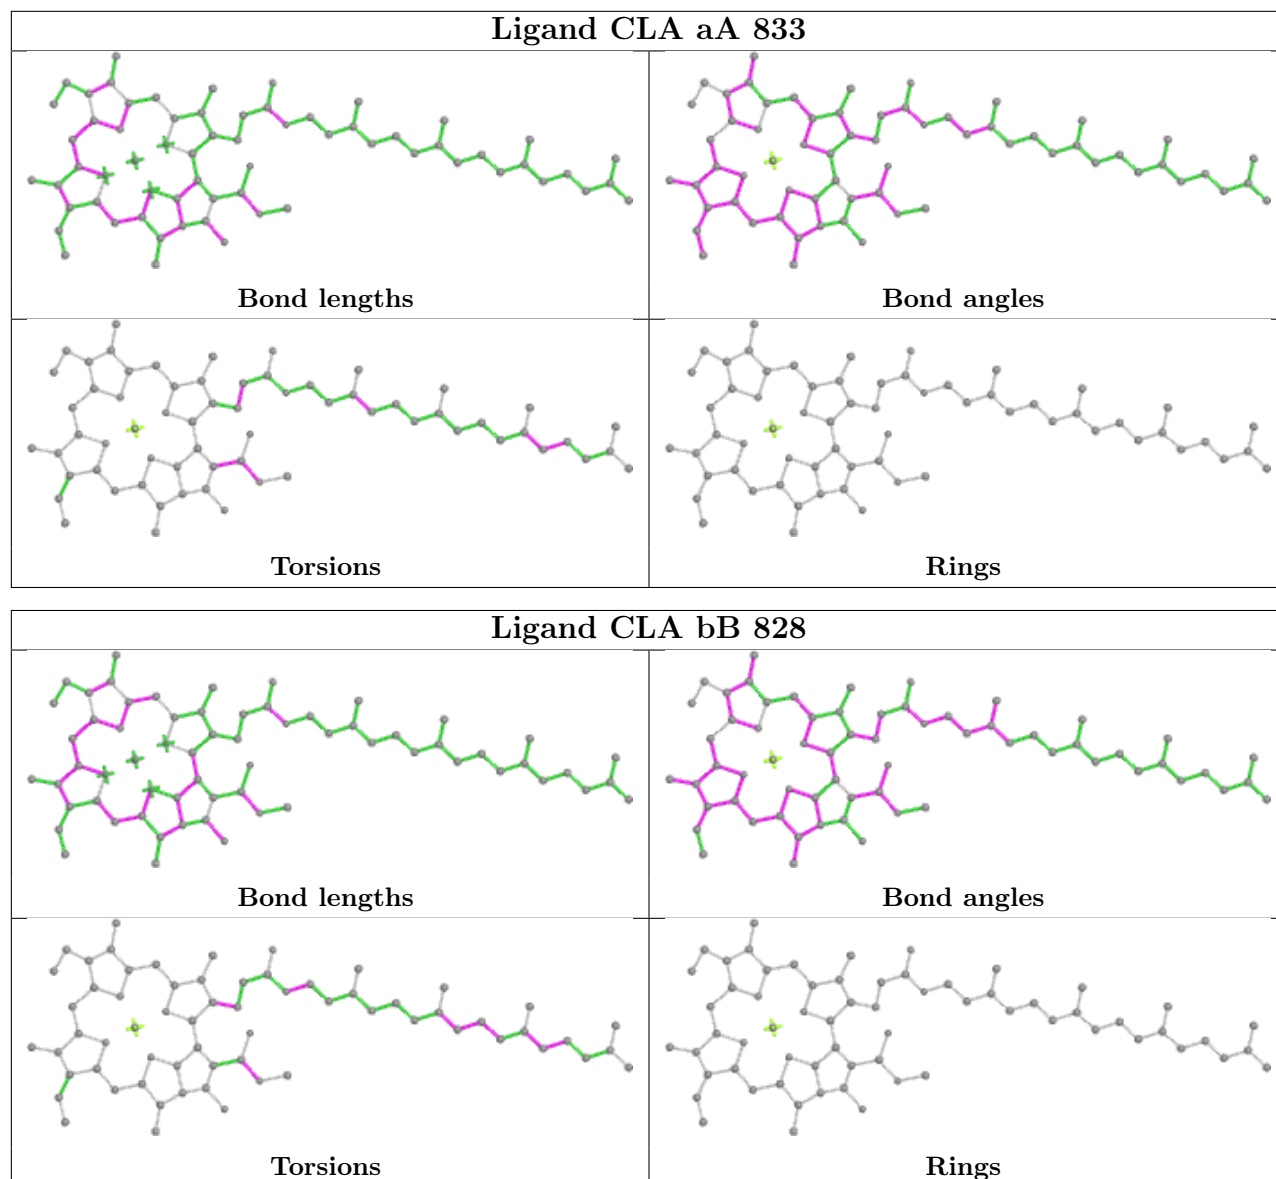 Ligand CLA aA 833
Bond lengths
Bond angles
Torsions
Rings
Ligand CLA bB 828
Bond lengths
Bond angles
Torsions
Rings